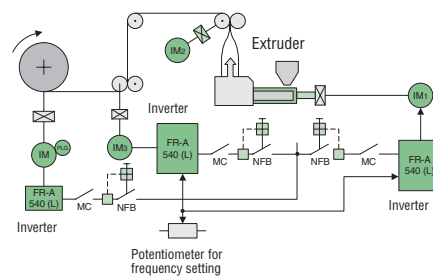 IM₂
Extruder
IM₁
Inverter
IM
PLG
IM₃
FR-A
540 (L)
MC
NFB
NFB
MC
FR-A
540 (L)
FR-A
540 (L)
MC
NFB
Inverter
Inverter
Potentiometer for
frequency setting